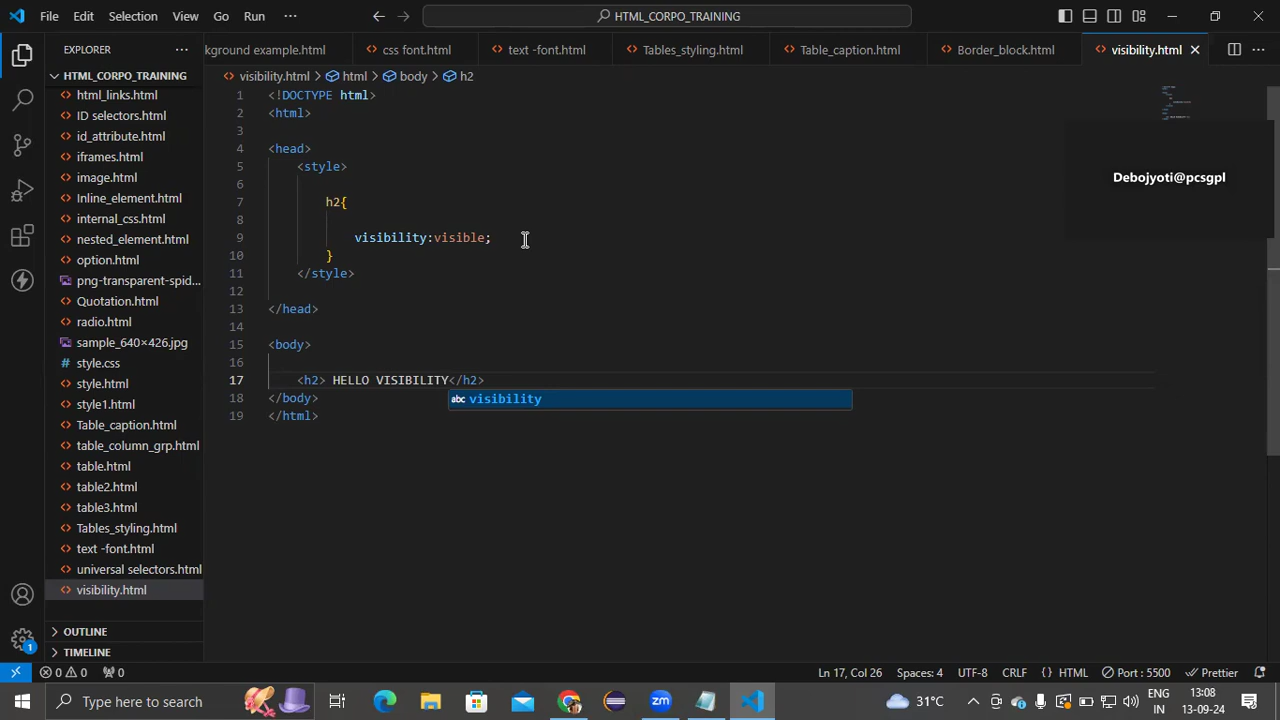 File Edit Selection View Go Run ··· HTML_CORPO_TRAINING
EXPLORER ···
HTML_CORPO_TRAINING
html_links.html
ID selectors.html
id_attribute.html
iframes.html
image.html
Inline_element.html
internal_css.html
nested_element.html
option.html
png-transparent-spid...
Quotation.html
radio.html
sample_640×426.jpg
style.css
style.html
style1.html
Table_caption.html
table_column_grp.html
table.html
table2.html
table3.html
Tables_styling.html
text -font.html
universal selectors.html
visibility.html
OUTLINE
TIMELINE
kground example.html css font.html text -font.html Tables_styling.html Table_caption.html Border_block.html visibility.html
visibility.html > html > body > h2
1 <!DOCTYPE html>
2 <html>
3
4 <head>
5 <style>
6
7 h2{
8
9 visibility:visible;
10 }
11 </style>
12
13 </head>
14
15 <body>
16
17 <h2> HELLO VISIBILITY</h2>
abc visibility
18 </body>
19 </html>
Debojyoti@pcsgpl
0 0 0 Ln 17, Col 26 Spaces: 4 UTF-8 CRLF {} HTML Port : 5500 Prettier
1
Type here to search
zm
31°C
ENG
IN
13:08
13-09-24